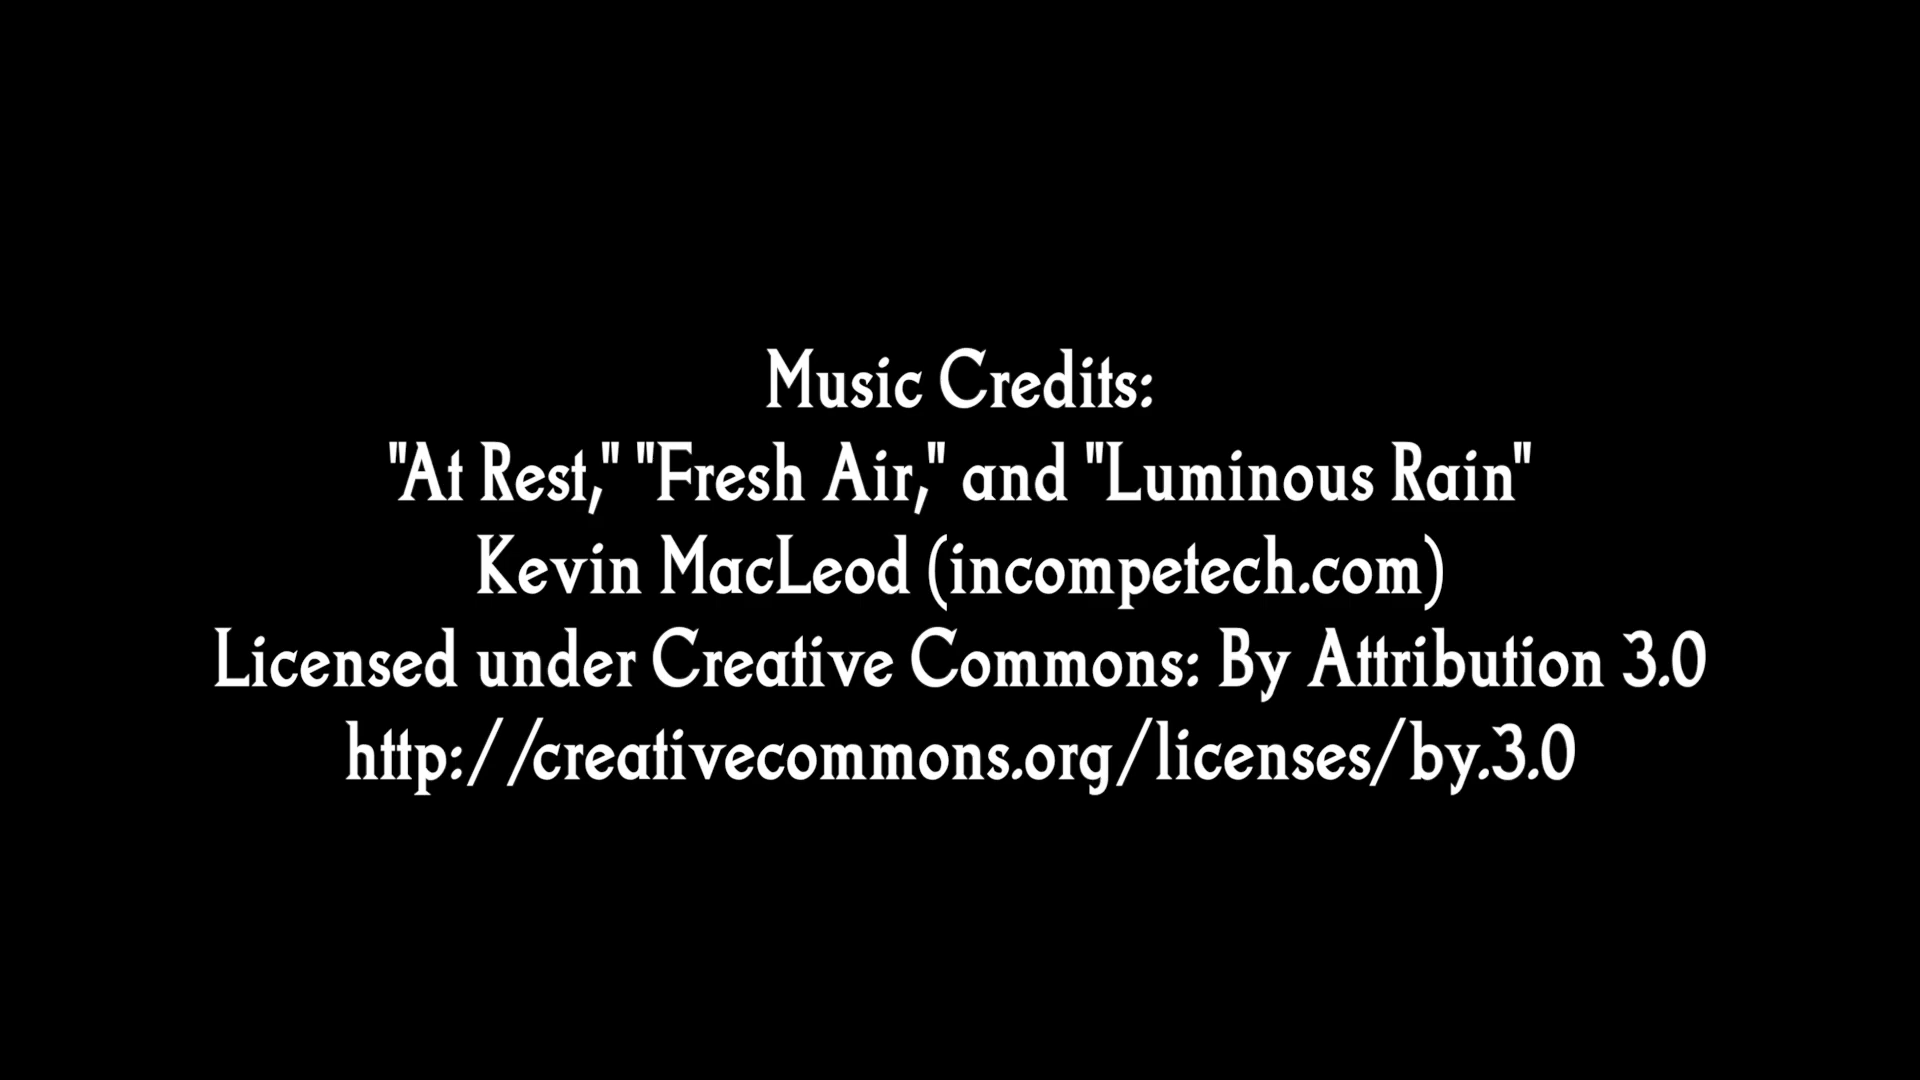 Music Credits:
"At Rest," "Fresh Air," and "Luminous Rain"
Kevin MacLeod (incompetech.com)
Licensed under Creative Commons: By Attribution 3.0
http://creativecommons.org/licenses/by.3.0